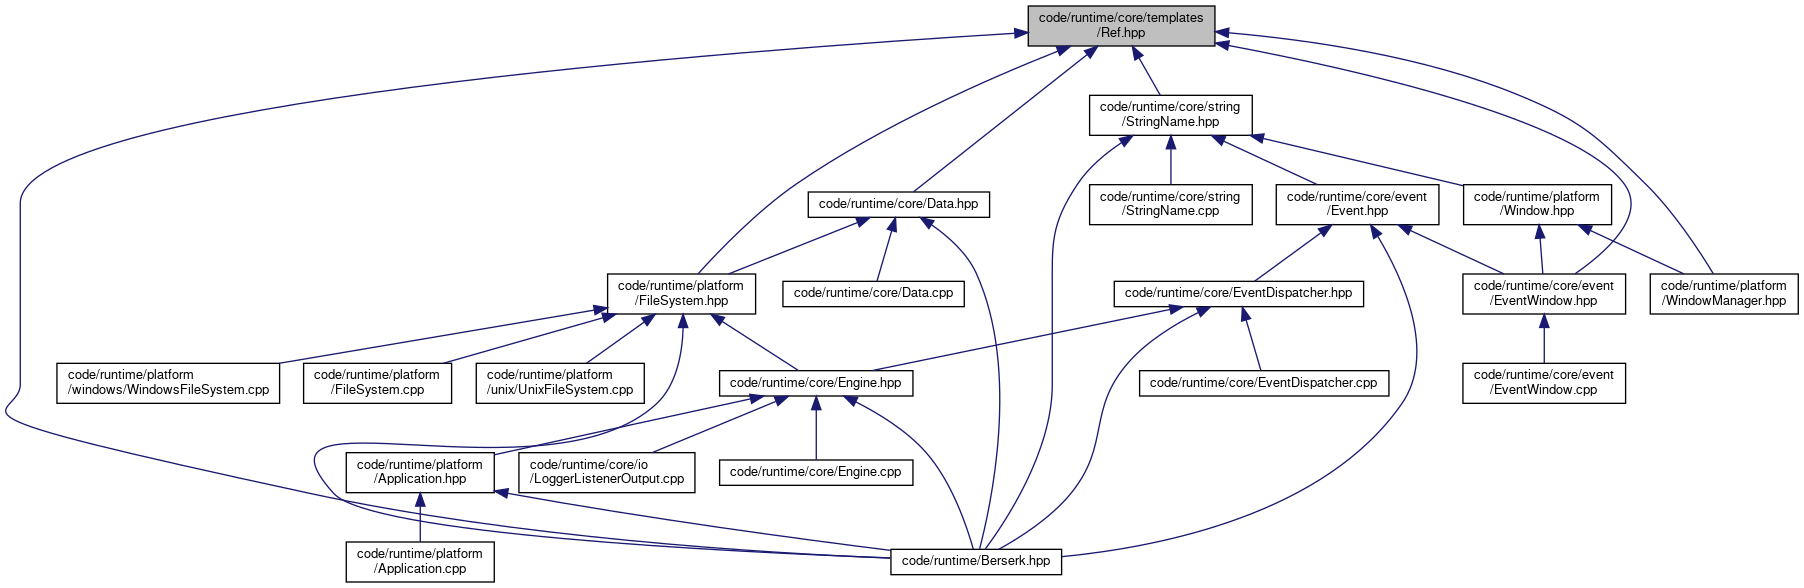 code/runtime/core/templates
/Ref.hpp
code/runtime/core/string
/StringName.hpp
code/runtime/core/Data.hpp
code/runtime/core/string
/StringName.cpp
code/runtime/core/event
/Event.hpp
code/runtime/platform
/Window.hpp
code/runtime/platform
/FileSystem.hpp
code/runtime/core/Data.cpp
code/runtime/core/EventDispatcher.hpp
code/runtime/core/event
/EventWindow.hpp
code/runtime/platform
/WindowManager.hpp
code/runtime/platform
/windows/WindowsFileSystem.cpp
code/runtime/platform
/FileSystem.cpp
code/runtime/platform
/unix/UnixFileSystem.cpp
code/runtime/core/Engine.hpp
code/runtime/core/EventDispatcher.cpp
code/runtime/core/event
/EventWindow.cpp
code/runtime/platform
/Application.hpp
code/runtime/core/io
/LoggerListenerOutput.cpp
code/runtime/core/Engine.cpp
code/runtime/platform
/Application.cpp
code/runtime/Berserk.hpp